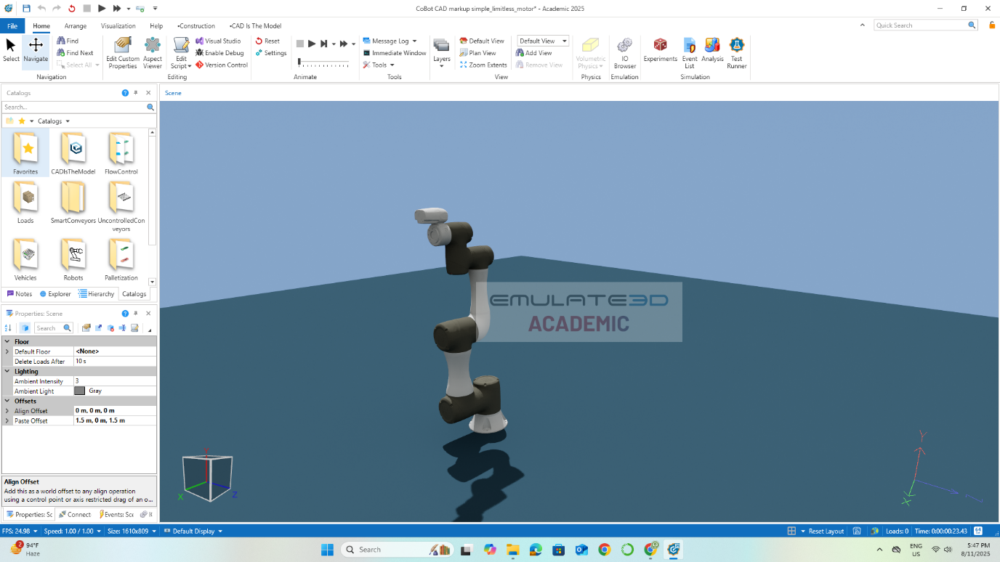 CoBot CAD markup simple_limitless_motor* - Academic 2025
File Home Arrange Visualization Help •Construction •CAD Is The Model
Quick Search
Select
Navigate
Find
Find Next
Select All
Navigation
Edit Custom
Properties
Aspect
Viewer
Edit
Script
Visual Studio
Enable Debug
Version Control
Editing
Reset
Settings
Animate
Message Log
Immediate Window
Tools
Tools
Layers
Default View
Plan View
Zoom Extents
Default View
Add View
Remove View
View
Volumetric
Physics
Physics
IO
Browser
Emulation
Experiments
Event
List
Analysis
Test
Runner
Simulation
Catalogs
Search...
Catalogs
Favorites CADIsTheModel FlowControl
Loads SmartConveyors UncontrolledCon
veyors
Vehicles Robots Palletization
Notes Explorer Hierarchy Catalogs
Properties: Scene
Search
Floor
Default Floor <None>
Delete Loads After 10 s
Lighting
Ambient Intensity 3
Ambient Light Gray
Offsets
Align Offset 0 m, 0 m, 0 m
Paste Offset 1.5 m, 0 m, 1.5 m
Align Offset
Add this as a world offset to any align operation
using a control point or axis restricted drag of an o...
Properties: Sc Connect Events: Sce
Scene
EMULATE3D
ACADEMIC
Y
X
Z
Y
X
FPS: 24.98 Speed: 1.00 / 1.00 Size: 1610x809 Default Display
Reset Layout Loads: 0 Time: 0:00:00:23.43
2
94°F
Haze
Search
ENG
US
5:47 PM
8/11/2025